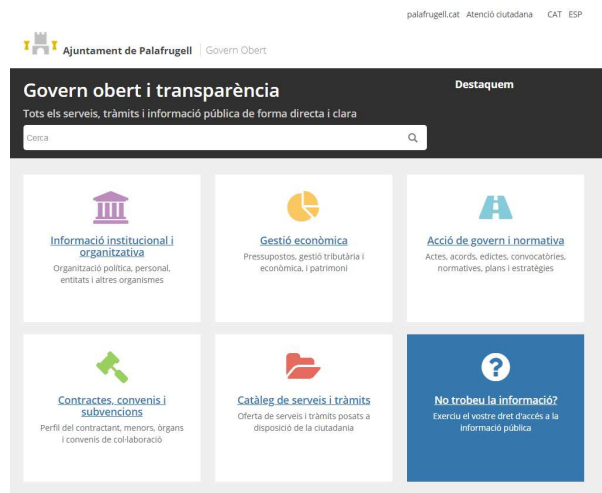 palafrugell.cat Atenció ciutadana CAT ESP
Ajuntament de Palafrugell Govern Obert
Govern obert i transparència
Destaquem
Tots els serveis, tràmits i informació pública de forma directa i clara
Cerca
Informació institucional i
organitzativa
Organització política, personal,
entitats i altres organismes
Gestió econòmica
Pressupostos, gestió tributària i
econòmica, i patrimoni
Acció de govern i normativa
Actes, acords, edictes, convocatòries,
normatives, plans i estratègies
Contractes, convenis i
subvencions
Perfil del contractant, menors, òrgans
i convenis de col·laboració
Catàleg de serveis i tràmits
Oferta de serveis i tràmits posats a
disposició de la ciutadania
No trobeu la informació?
Exerciu el vostre dret d'accés a la
informació pública